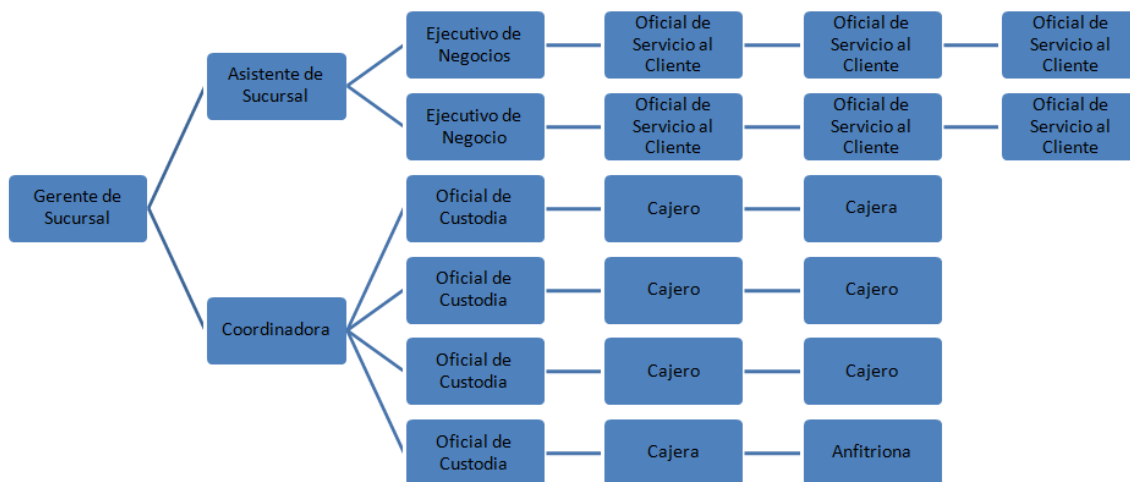 Ejecutivo de
Negocios
Oficial de
Servicio al
Cliente
Oficial de
Servicio al
Cliente
Oficial de
Servicio al
Cliente
Asistente de
Sucursal
Ejecutivo de
Negocio
Oficial de
Servicio al
Cliente
Oficial de
Servicio al
Cliente
Oficial de
Servicio al
Cliente
Gerente de
Sucursal
Oficial de
Custodia
Cajero
Cajera
Oficial de
Custodia
Cajero
Cajero
Coordinadora
Oficial de
Custodia
Cajero
Cajero
Oficial de
Custodia
Cajera
Anfitriona